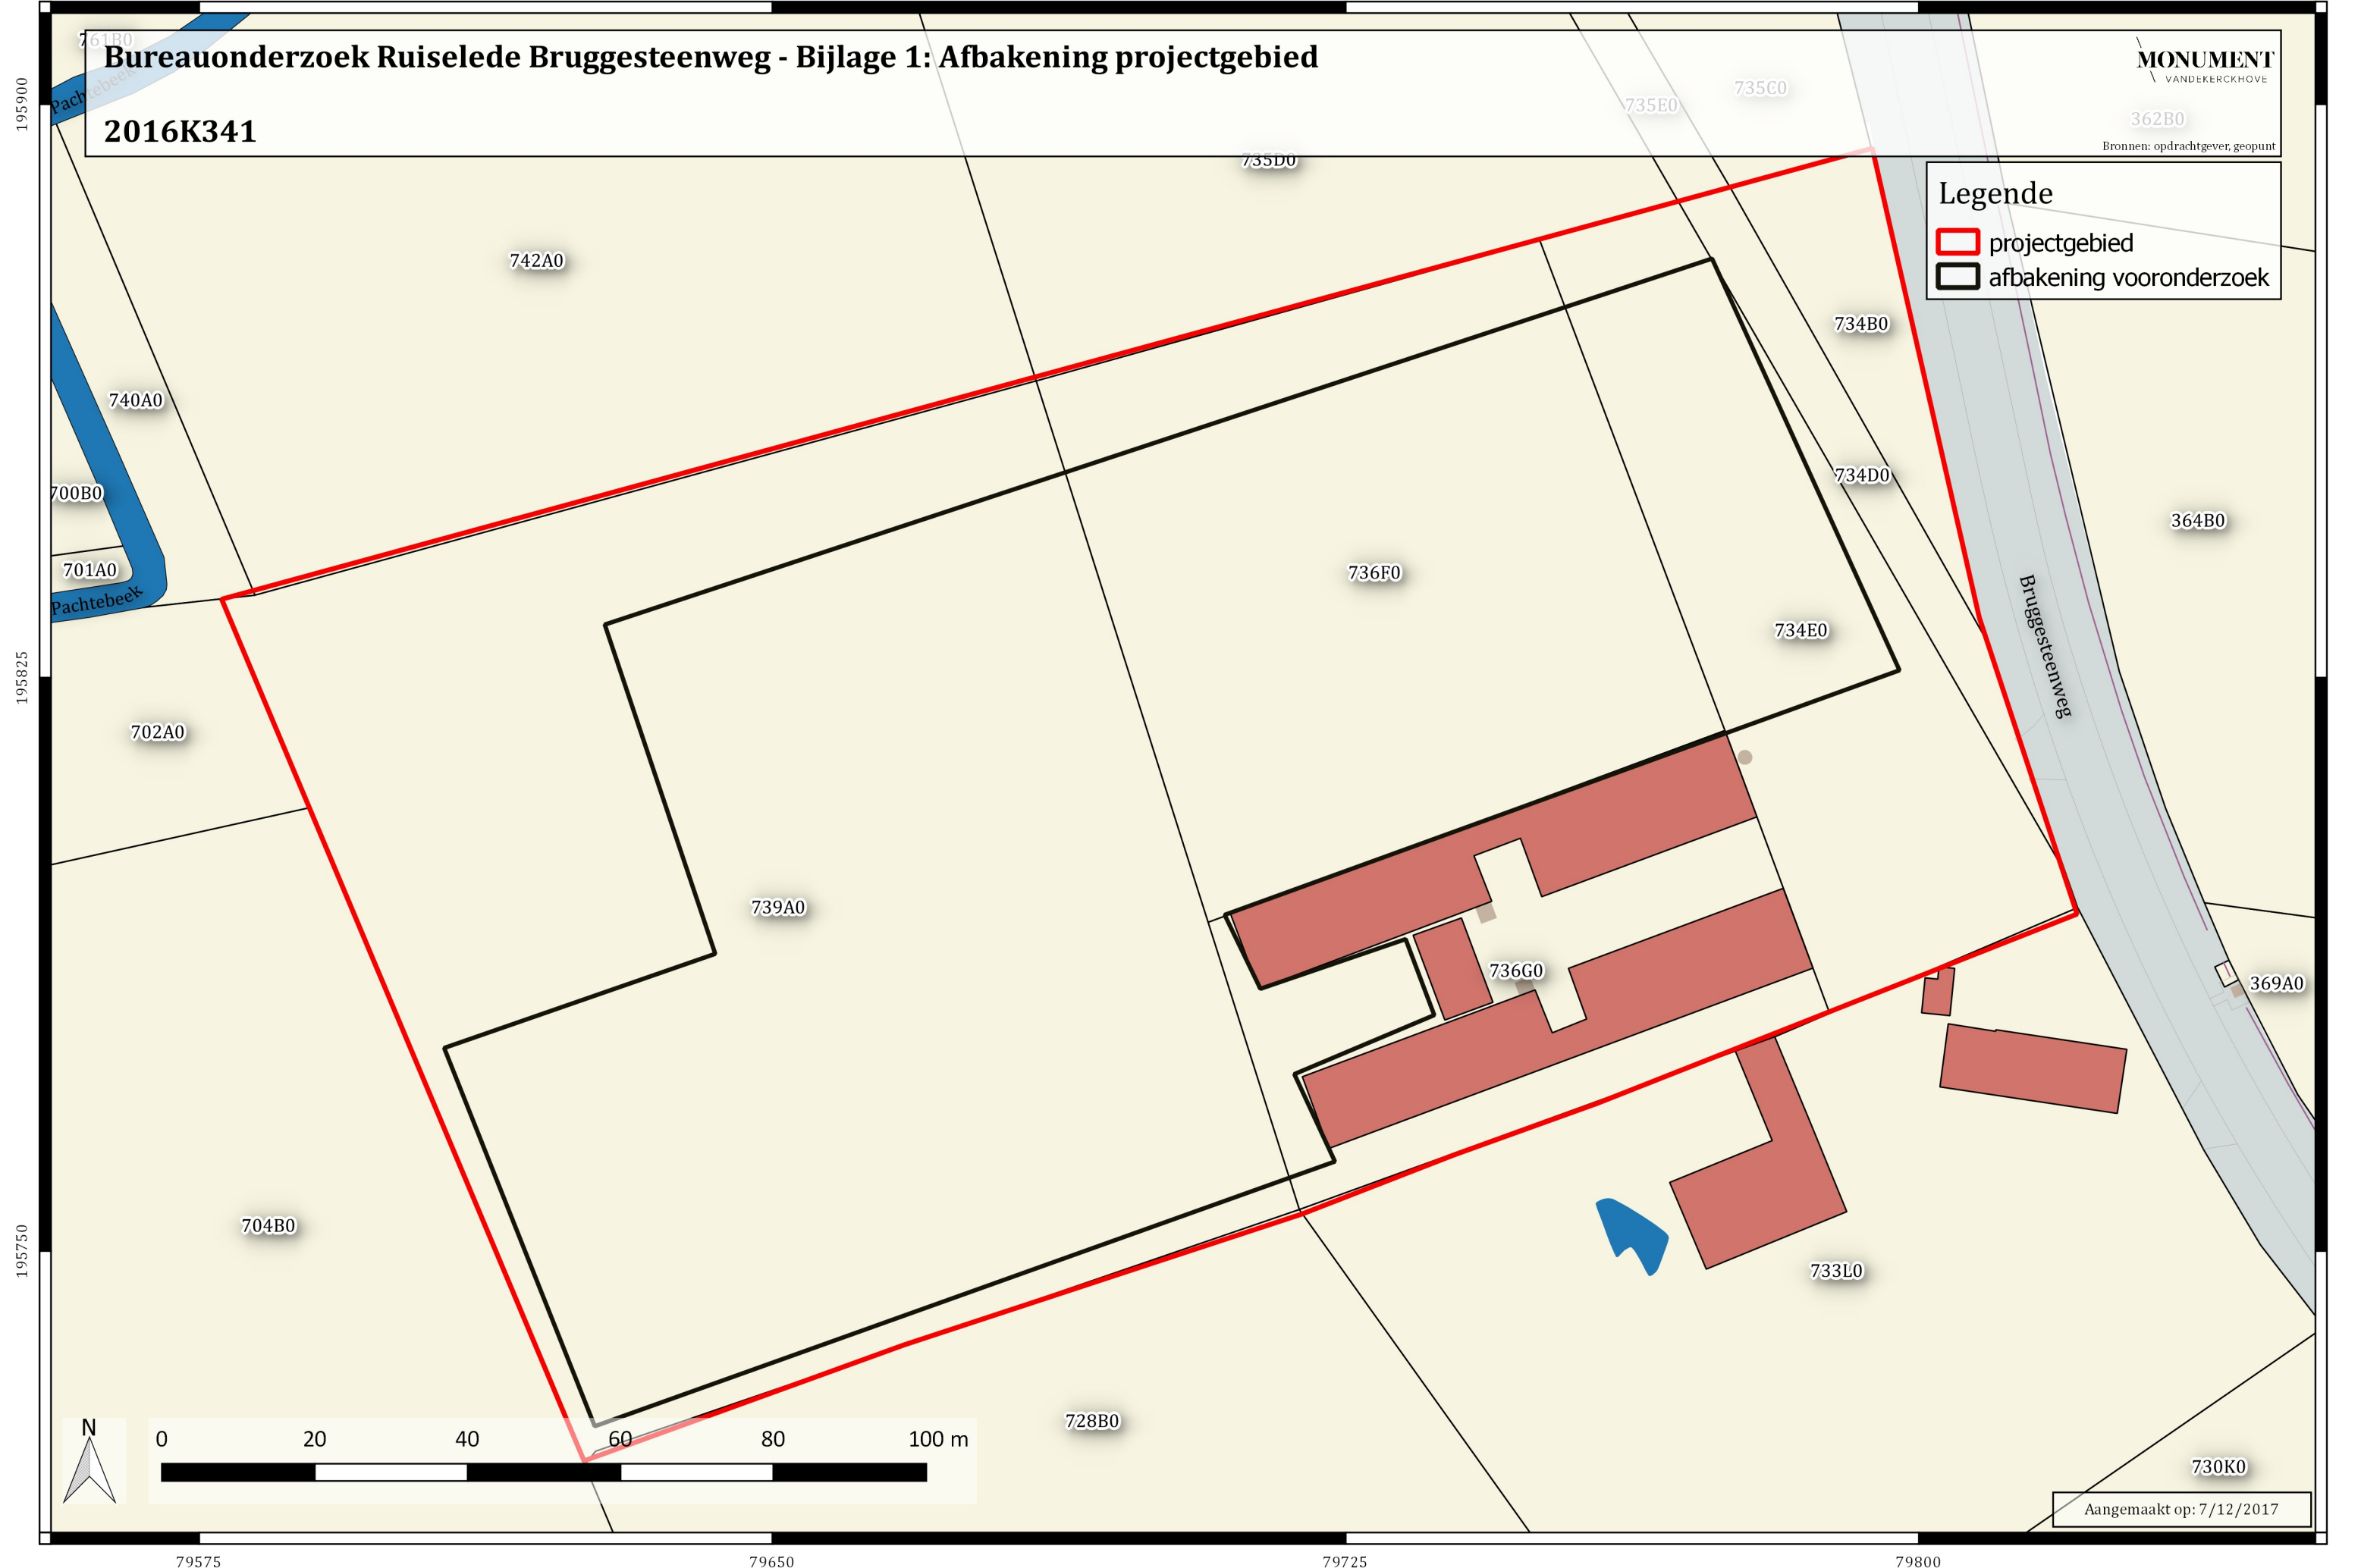 761B0
Pachtebeek
Bureauonderzoek Ruiselede Bruggesteenweg - Bijlage 1: Afbakening projectgebied
2016K341
MONUMENT
VANDEKERCKHOVE
Bronnen: opdrachtgever, geopunt
735E0
735C0
362B0
735D0
Legende
projectgebied
afbakening vooronderzoek
742A0
734B0
740A0
734D0
700B0
364B0
701A0
Pachtebeek
736F0
734E0
Bruggesteenweg
702A0
739A0
736G0
369A0
704B0
733L0
728B0
730K0
N
0 20 40 60 80 100 m
Aangemaakt op: 7/12/2017
195900
195825
195750
79575 79650 79725 79800